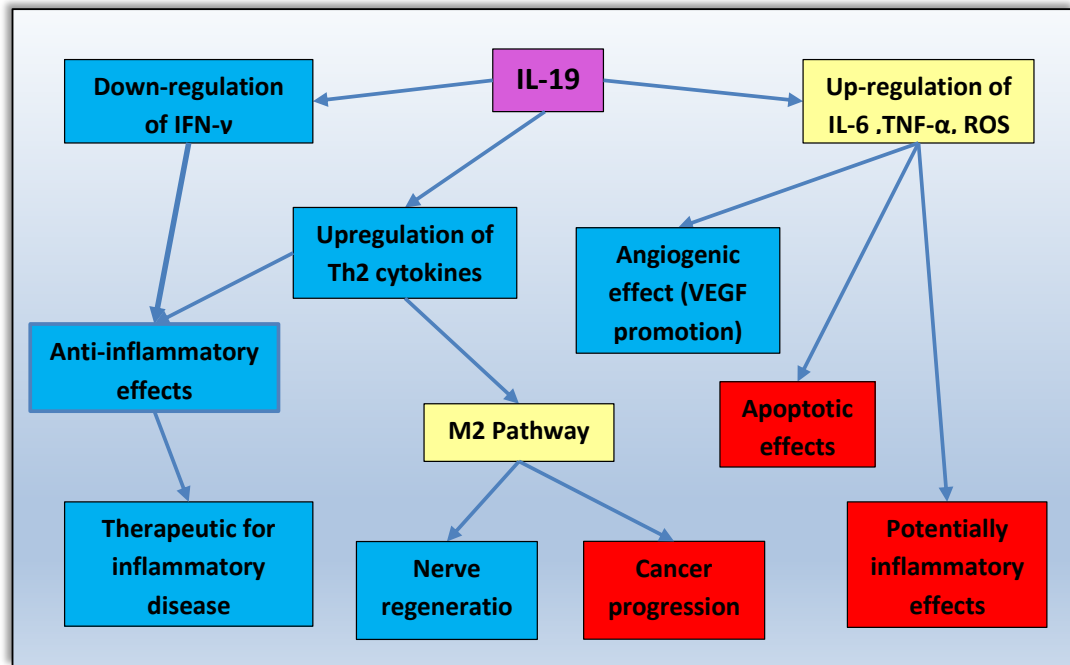 IL-19
Down-regulation
of IFN-ν
Up-regulation of
IL-6 ,TNF-α, ROS
Upregulation of
Th2 cytokines
Angiogenic
effect (VEGF
promotion)
Anti-inflammatory
effects
Apoptotic
effects
M2 Pathway
Therapeutic for
inflammatory
disease
Nerve
regeneratio
Cancer
progression
Potentially
inflammatory
effects